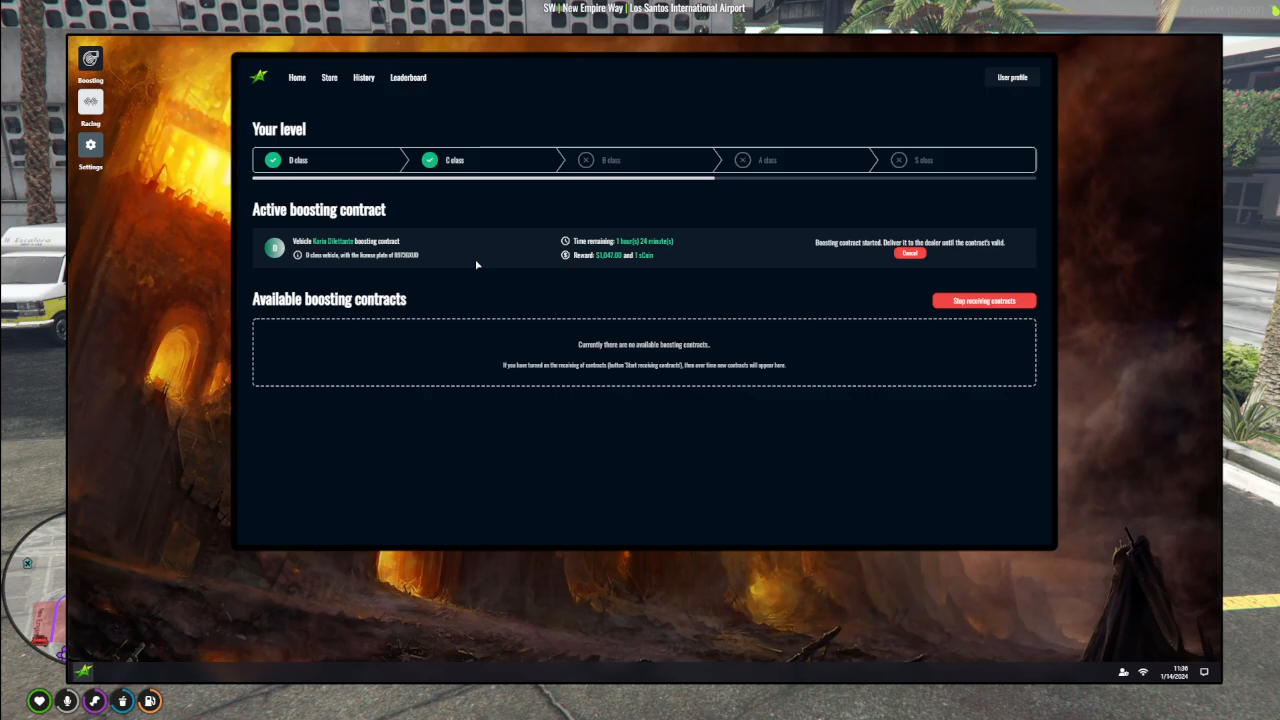 SW | New Empire Way | Los Santos International Airport
Boosting
Racing
Settings
Home
Store
History
Leaderboard
User profile
Your level
D class
C class
B class
A class
S class
Active boosting contract
D
Vehicle Karin Dilettante boosting contract
D class vehicle, with the license plate of
Time remaining: 1 hour(s) 24 minute(s)
Reward: $1,047.00 and 1 sCoin
Boosting contract started. Deliver it to the dealer until the contract's valid.
Cancel
Available boosting contracts
Stop receiving contracts
Currently there are no available boosting contracts..
If you have turned on the receiving of contracts (button 'Start receiving contracts'), then over time new contracts will appear here.
11:36
1/14/2024